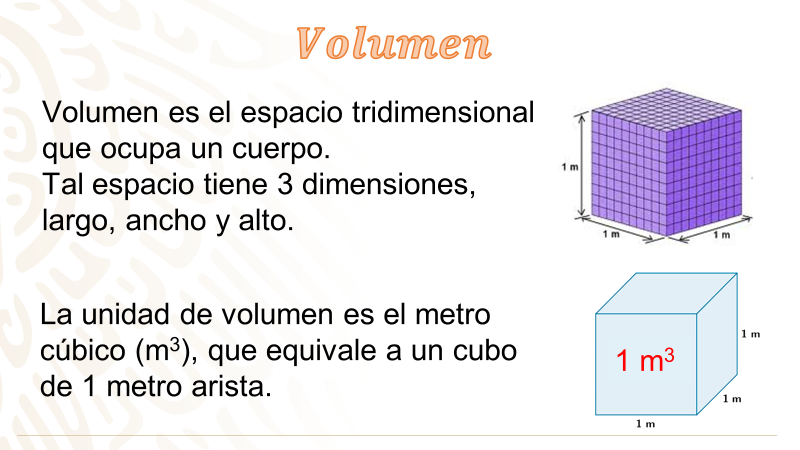 Volumen
Volumen es el espacio tridimensional
que ocupa un cuerpo.
Tal espacio tiene 3 dimensiones,
largo, ancho y alto.
1 m
1 m
1 m
La unidad de volumen es el metro
cúbico (m³), que equivale a un cubo
de 1 metro arista.
1 m³
1 m
1 m
1 m